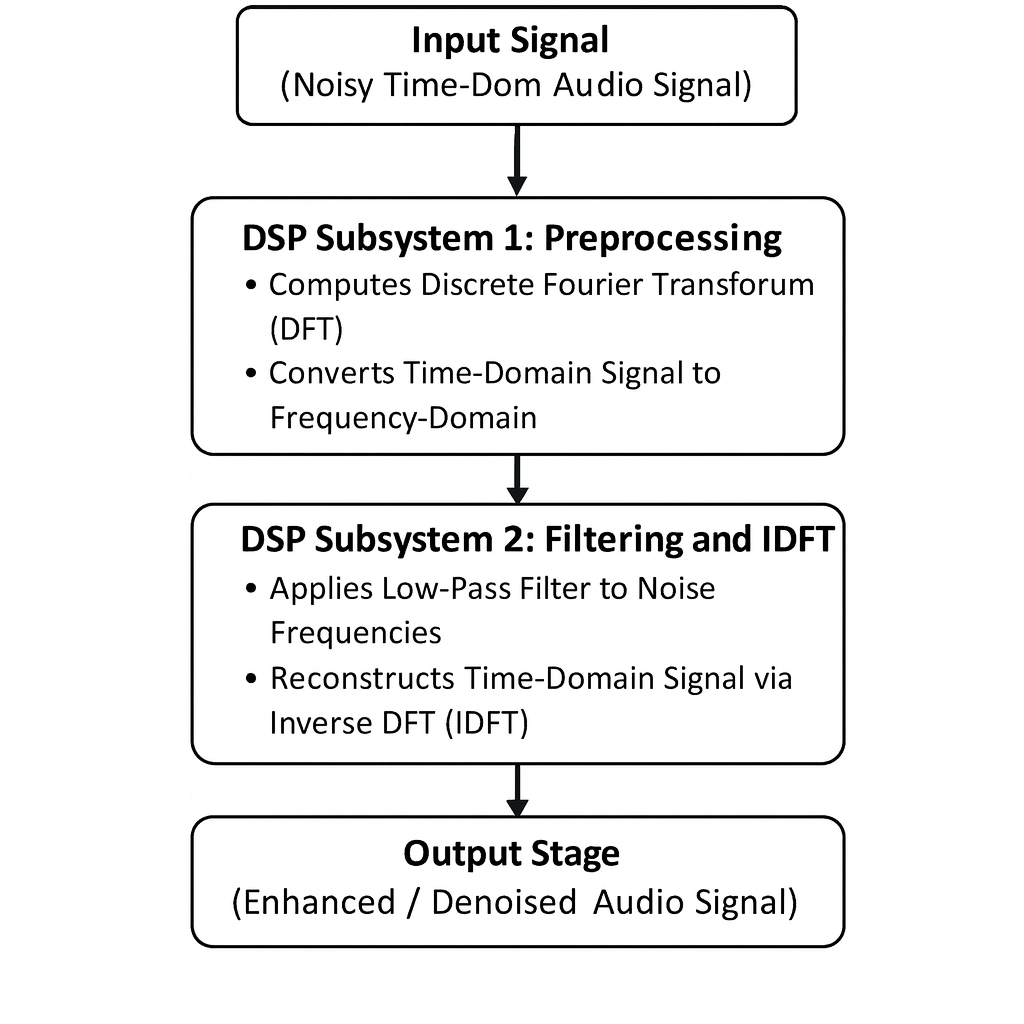 Input Signal
(Noisy Time-Dom Audio Signal)
DSP Subsystem 1: Preprocessing
• Computes Discrete Fourier Transforum
(DFT)
• Converts Time-Domain Signal to
Frequency-Domain
DSP Subsystem 2: Filtering and IDFT
• Applies Low-Pass Filter to Noise
Frequencies
• Reconstructs Time-Domain Signal via
Inverse DFT (IDFT)
Output Stage
(Enhanced / Denoised Audio Signal)